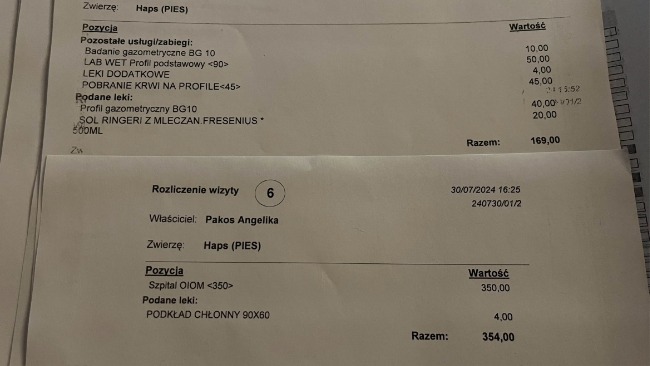 Zwierzę: Haps (PIES)
Pozycja Wartość
Pozostałe usługi/zabiegi:
Badanie gazometryczne BG 10 10,00
LAB WET Profil podstawowy <90> 50,00
LEKI DODATKOWE 4,00
POBRANIE KRWI NA PROFILE<45> 45,00
Podane leki:
Profil gazometryczny BG10 40,00
SOL RINGERI Z MLECZAN.FRESENIUS * 20,00
500ML
Razem: 169,00
Rozliczenie wizyty 6 30/07/2024 16:25
240730/01/2
Właściciel: Pakos Angelika
Zwierzę: Haps (PIES)
Pozycja Wartość
Szpital OIOM <350> 350,00
Podane leki:
PODKŁAD CHŁONNY 90X60 4,00
Razem: 354,00